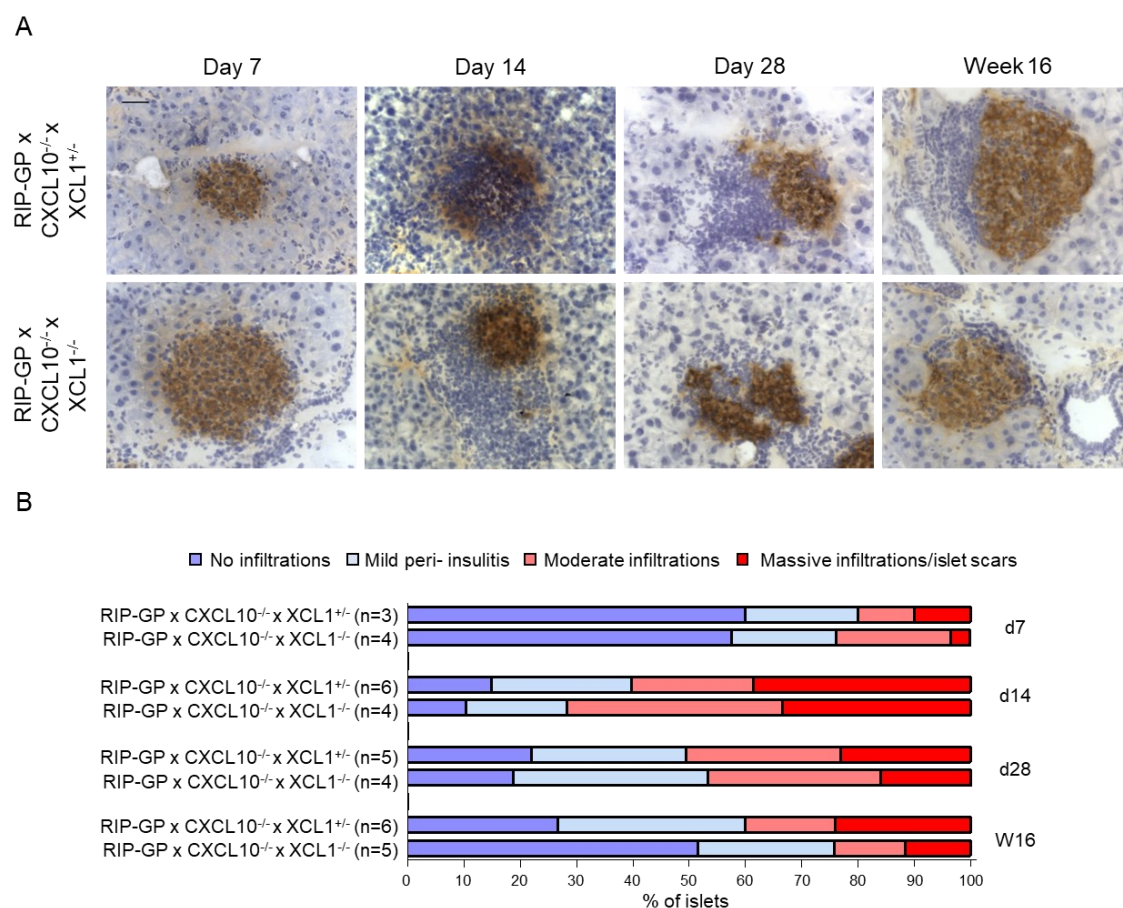 A
Day 7 Day 14 Day 28 Week 16
RIP-GP x
CXCL10-/- x
XCL1+/-
RIP-GP x
CXCL10-/- x
XCL1-/-
B
No infiltrations Mild peri- insulitis Moderate infiltrations Massive infiltrations/islet scars
RIP-GP x CXCL10-/- x XCL1+/- (n=3)
d7
RIP-GP x CXCL10-/- x XCL1-/- (n=4)
RIP-GP x CXCL10-/- x XCL1+/- (n=6)
d14
RIP-GP x CXCL10-/- x XCL1-/- (n=4)
RIP-GP x CXCL10-/- x XCL1+/- (n=5)
d28
RIP-GP x CXCL10-/- x XCL1-/- (n=4)
RIP-GP x CXCL10-/- x XCL1+/- (n=6)
W16
RIP-GP x CXCL10-/- x XCL1-/- (n=5)
0 10 20 30 40 50 60 70 80 90 100
% of islets